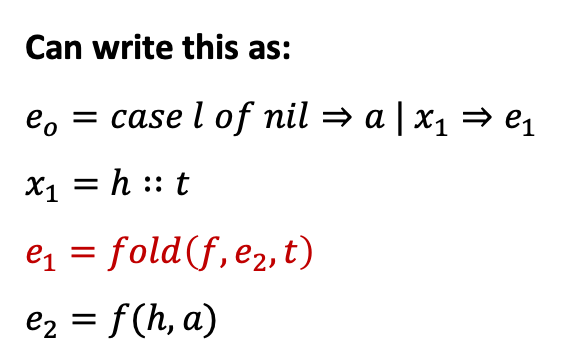 Can write this as:
eₒ = case l of nil ⇒ a | x₁ ⇒ e₁
x₁ = h :: t
e₁ = fold(f, e₂, t)
e₂ = f(h, a)